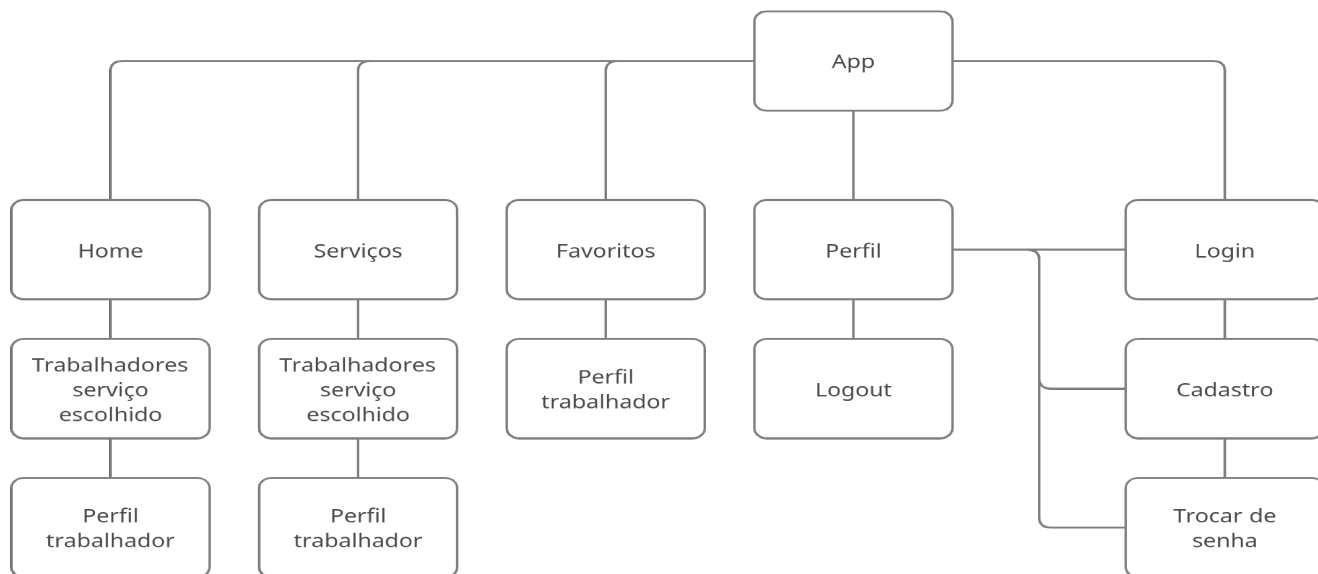 App
Home
Serviços
Favoritos
Perfil
Login
Trabalhadores
serviço
escolhido
Trabalhadores
serviço
escolhido
Perfil
trabalhador
Logout
Cadastro
Perfil
trabalhador
Perfil
trabalhador
Trocar de
senha